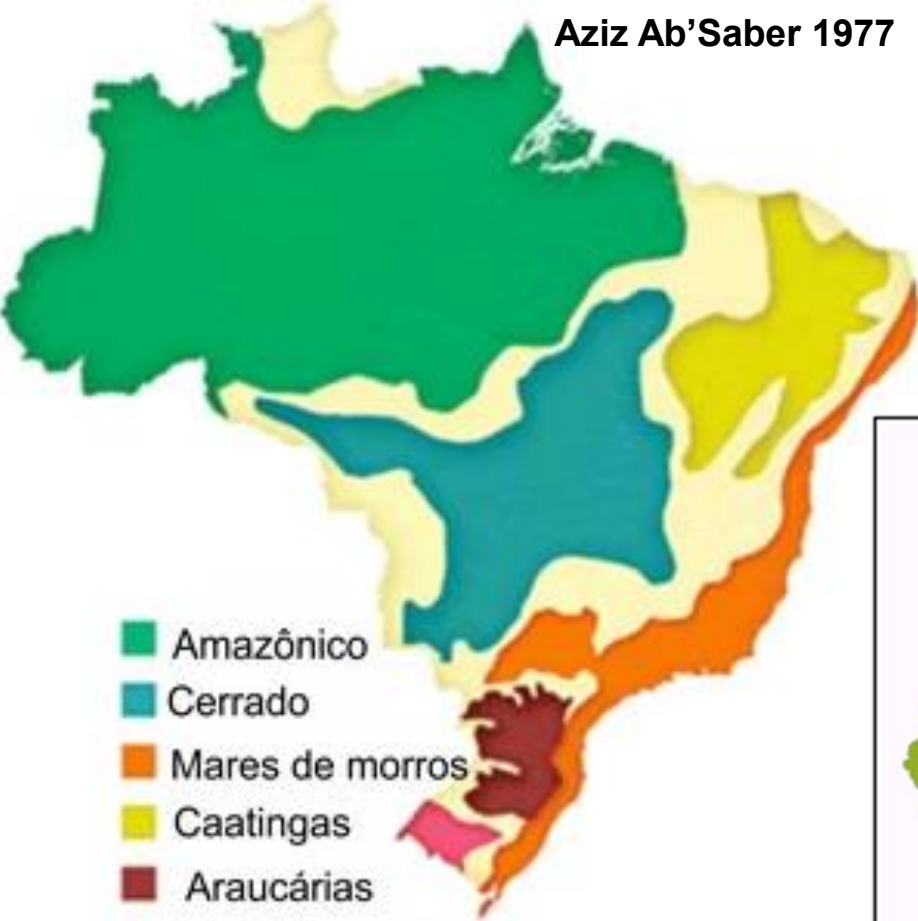 Aziz Ab’Saber 1977
Amazônico
Cerrado
Mares de morros
Caatingas
Araucárias